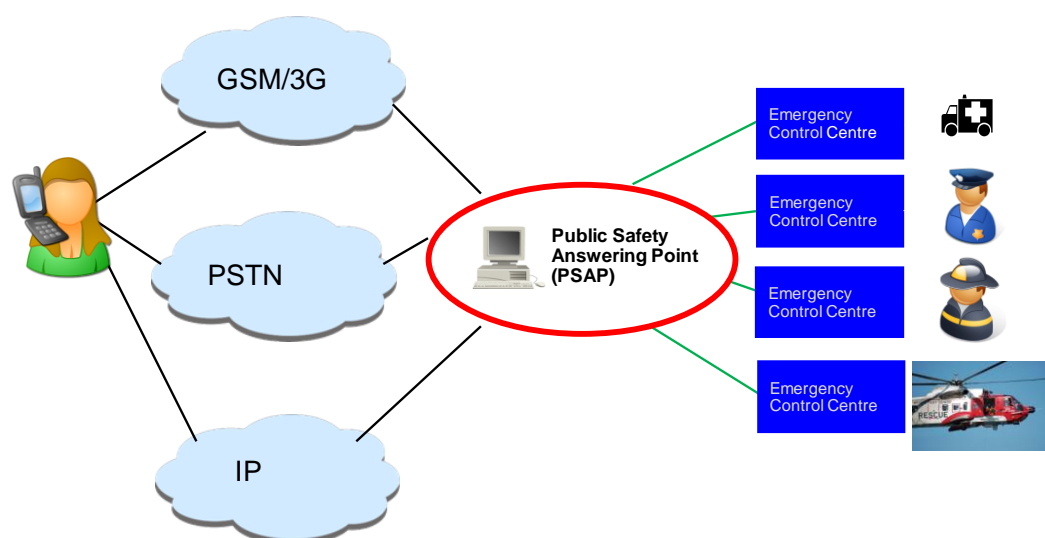 GSM/3G
PSTN
IP
Public Safety
Answering Point
(PSAP)
Emergency
Control Centre
Emergency
Control Centre
Emergency
Control Centre
Emergency
Control Centre
RESCUE